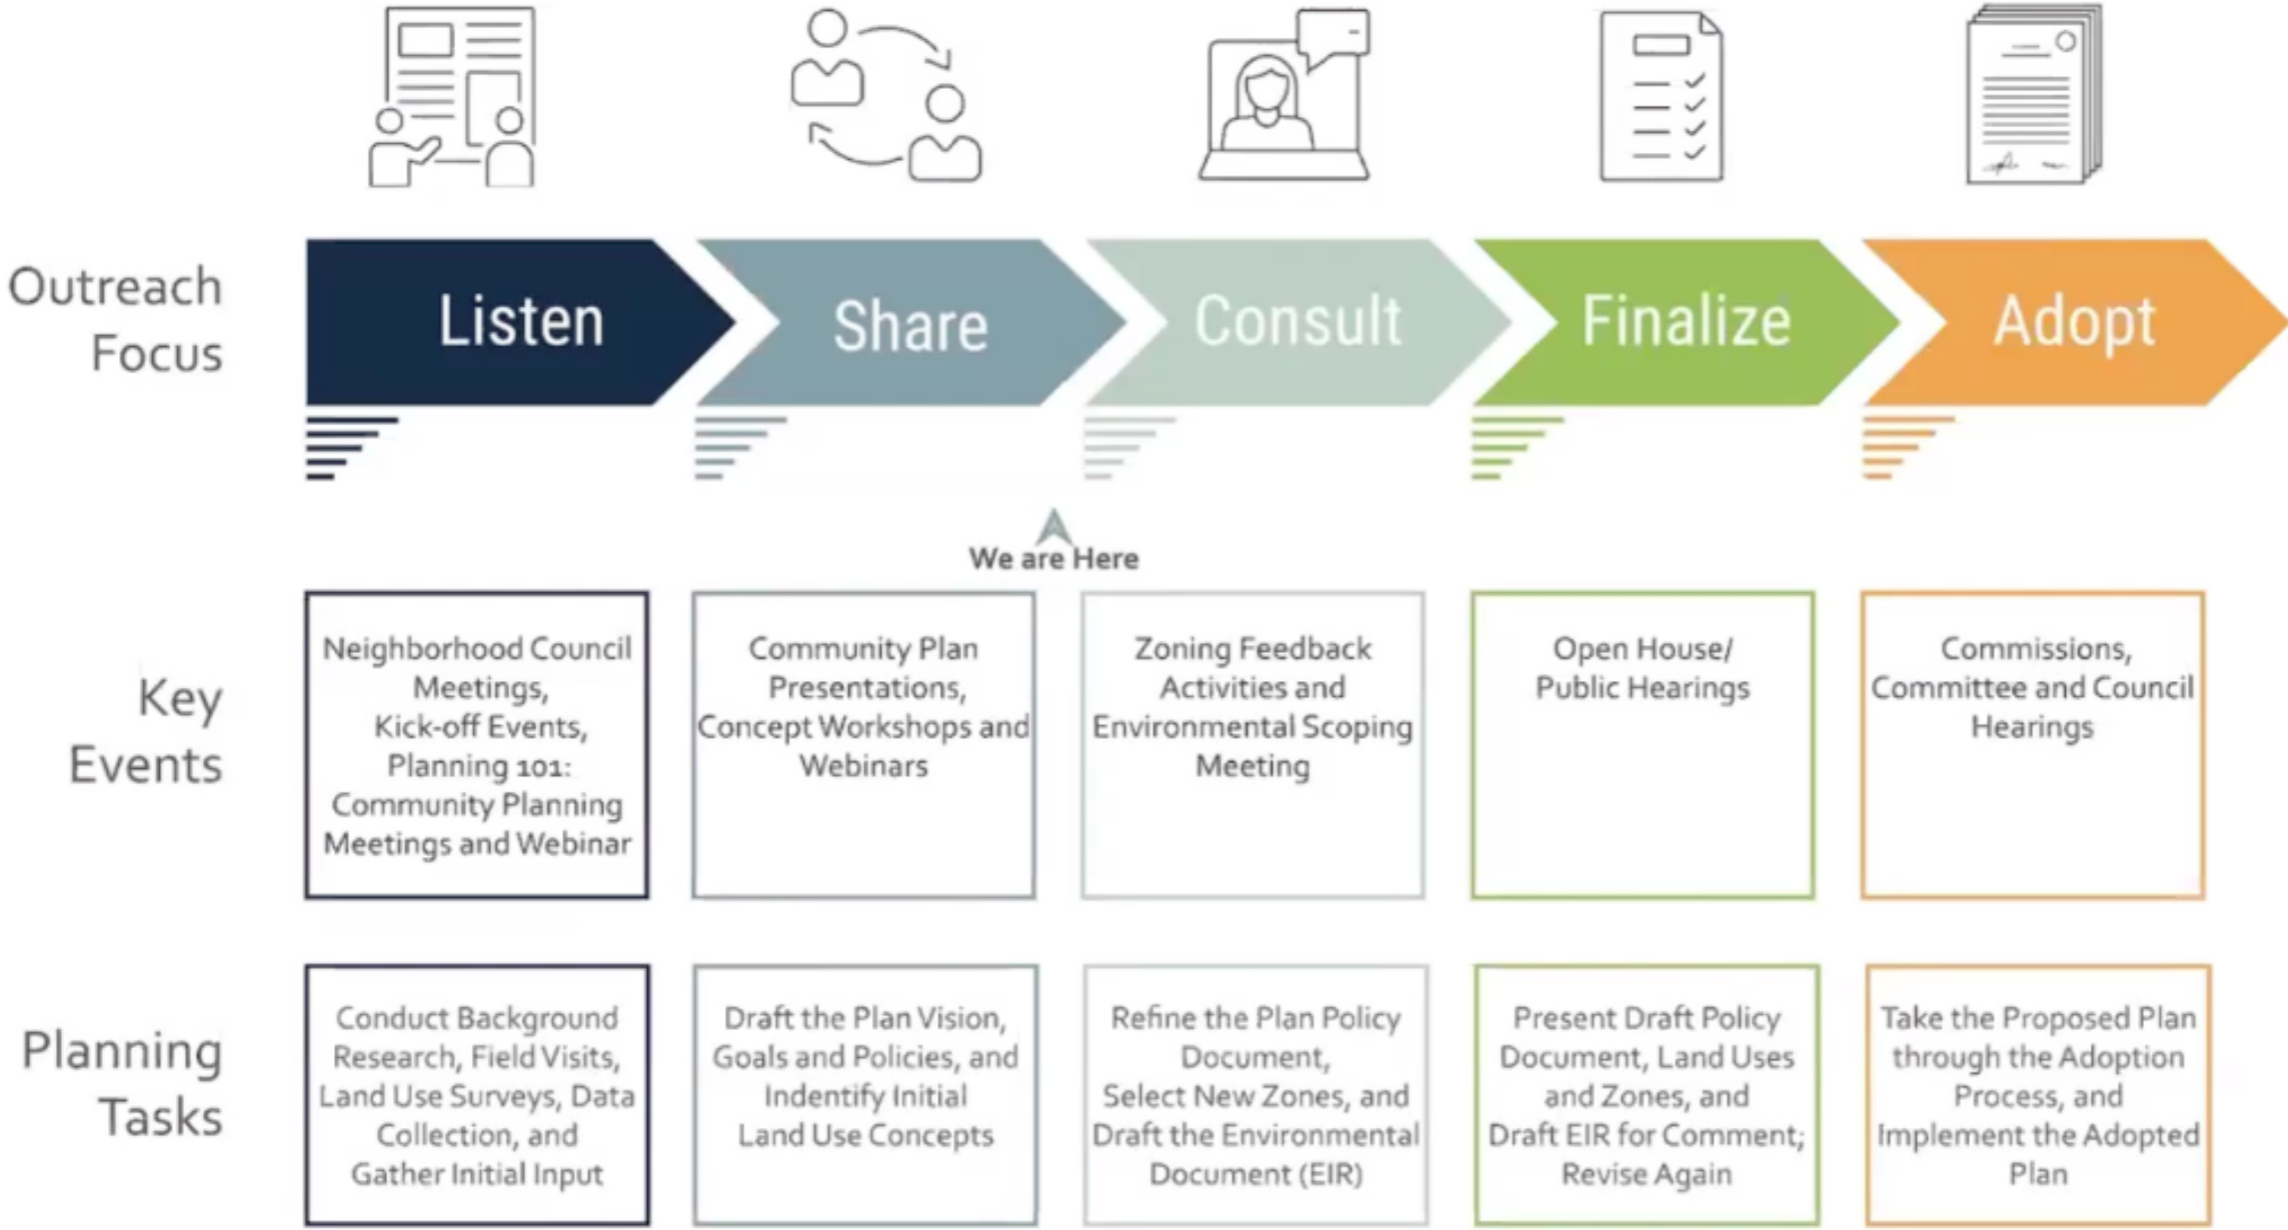 Outreach
Focus
Listen
Share
Consult
Finalize
Adopt
We are Here
Key
Events
Neighborhood Council
Meetings,
Kick-off Events,
Planning 101:
Community Planning
Meetings and Webinar
Community Plan
Presentations,
Concept Workshops and
Webinars
Zoning Feedback
Activities and
Environmental Scoping
Meeting
Open House/
Public Hearings
Commissions,
Committee and Council
Hearings
Planning
Tasks
Conduct Background
Research, Field Visits,
Land Use Surveys, Data
Collection, and
Gather Initial Input
Draft the Plan Vision,
Goals and Policies, and
Indentify Initial
Land Use Concepts
Refine the Plan Policy
Document,
Select New Zones, and
Draft the Environmental
Document (EIR)
Present Draft Policy
Document, Land Uses
and Zones, and
Draft EIR for Comment;
Revise Again
Take the Proposed Plan
through the Adoption
Process, and
Implement the Adopted
Plan